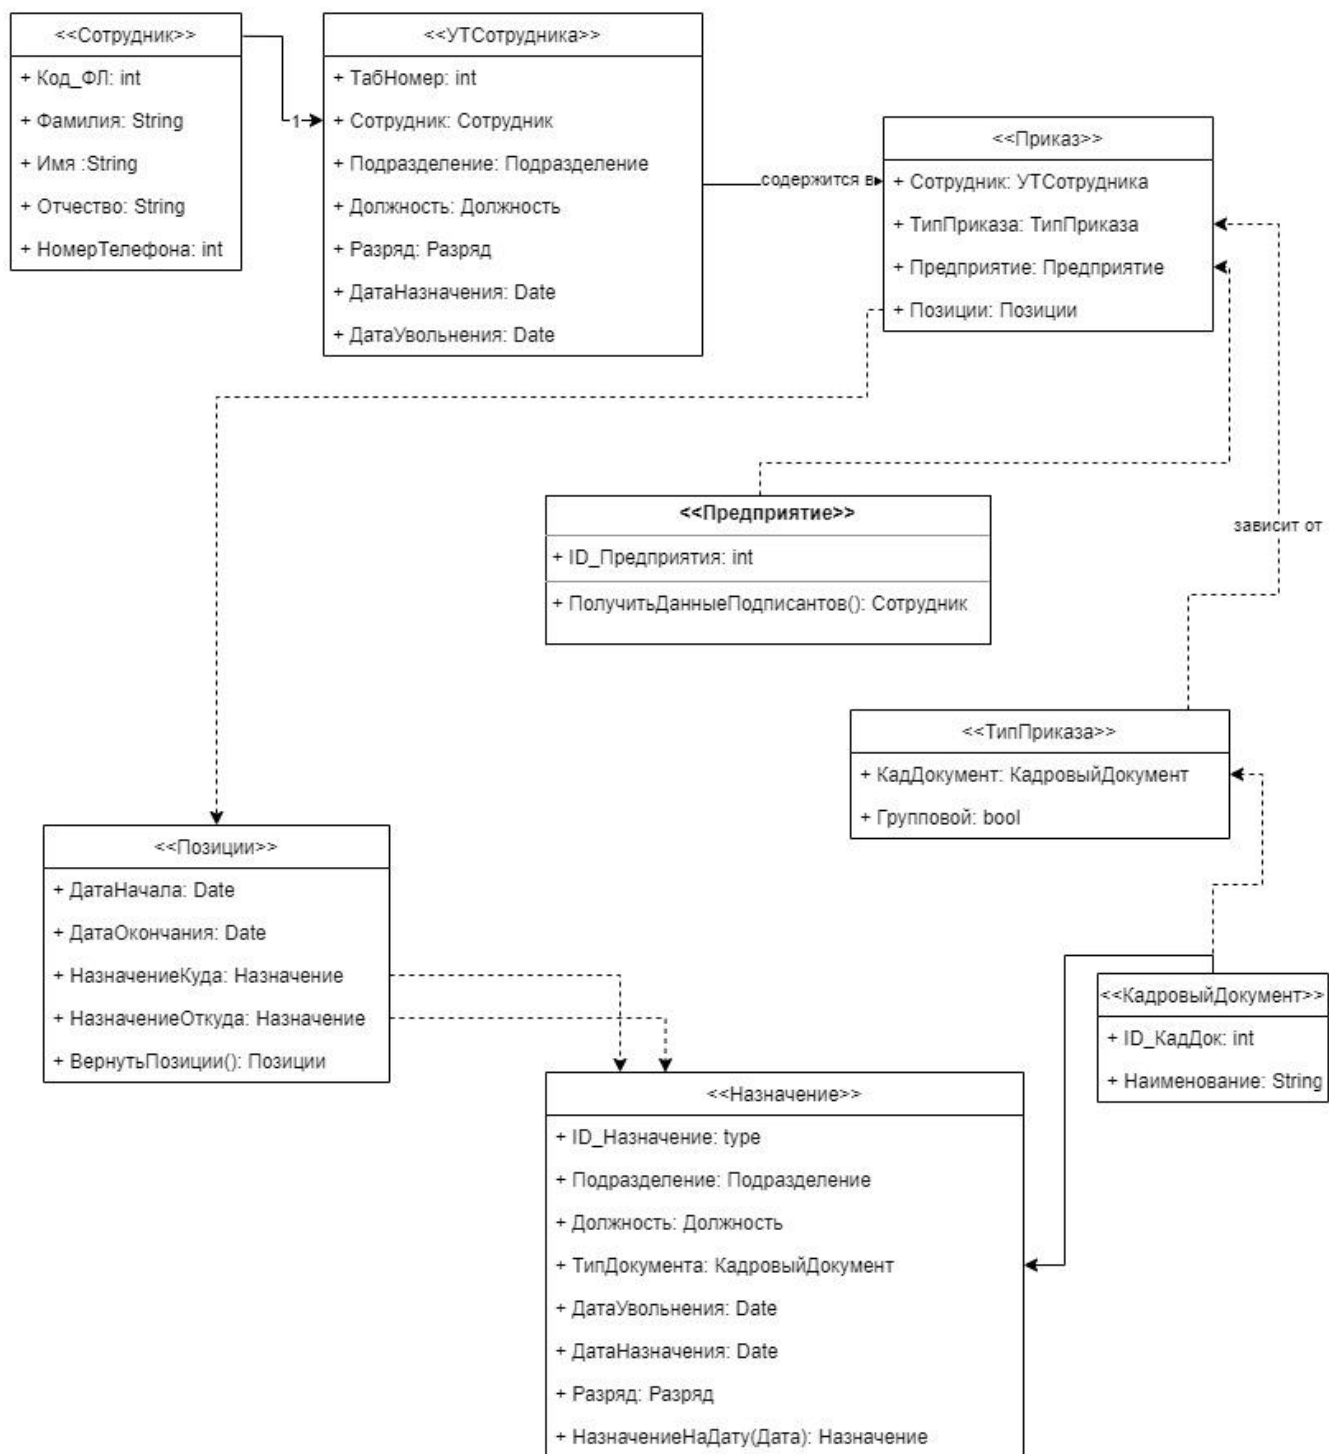 <<Сотрудник>>
+ Код_ФЛ: int
+ Фамилия: String
+ Имя :String
+ Отчество: String
+ НомерТелефона: int
1
<<УТСотрудника>>
+ ТабНомер: int
+ Сотрудник: Сотрудник
+ Подразделение: Подразделение
+ Должность: Должность
+ Разряд: Разряд
+ ДатаНазначения: Date
+ ДатаУвольнения: Date
содержится в
<<Приказ>>
+ Сотрудник: УТСотрудника
+ ТипПриказа: ТипПриказа
+ Предприятие: Предприятие
+ Позиции: Позиции
<<Предприятие>>
+ ID_Предприятия: int
+ ПолучитьДанныеПодписантов(): Сотрудник
зависит от
<<ТипПриказа>>
+ КадДокумент: КадровыйДокумент
+ Групповой: bool
<<Позиции>>
+ ДатаНачала: Date
+ ДатаОкончания: Date
+ НазначениеКуда: Назначение
+ НазначениеОткуда: Назначение
+ ВернутьПозиции(): Позиции
<<КадровыйДокумент>>
+ ID_КадДок: int
+ Наименование: String
<<Назначение>>
+ ID_Назначение: type
+ Подразделение: Подразделение
+ Должность: Должность
+ ТипДокумента: КадровыйДокумент
+ ДатаУвольнения: Date
+ ДатаНазначения: Date
+ Разряд: Разряд
+ НазначениеНаДату(Дата): Назначение